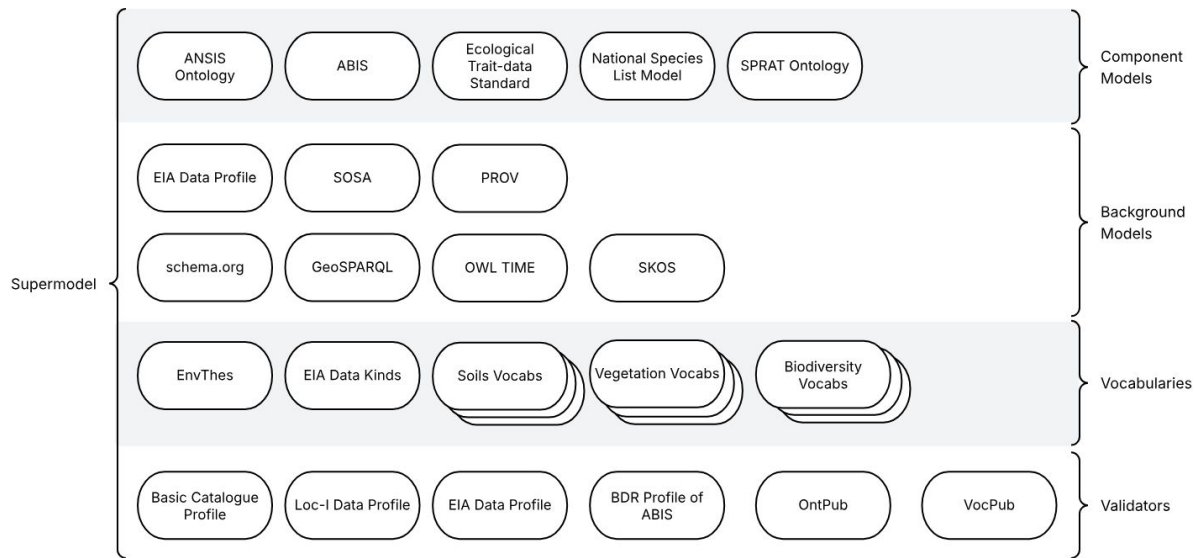 Supermodel
ANSIS
Ontology
ABIS
Ecological
Trait-data
Standard
National Species
List Model
SPRAT Ontology
Component
Models
EIA Data Profile
SOSA
PROV
schema.org
GeoSPARQL
OWL TIME
SKOS
Background
Models
EnvThes
EIA Data Kinds
Soils Vocabs
Vegetation Vocabs
Biodiversity
Vocabs
Vocabularies
Basic Catalogue
Profile
Loc-I Data Profile
EIA Data Profile
BDR Profile of
ABIS
OntPub
VocPub
Validators